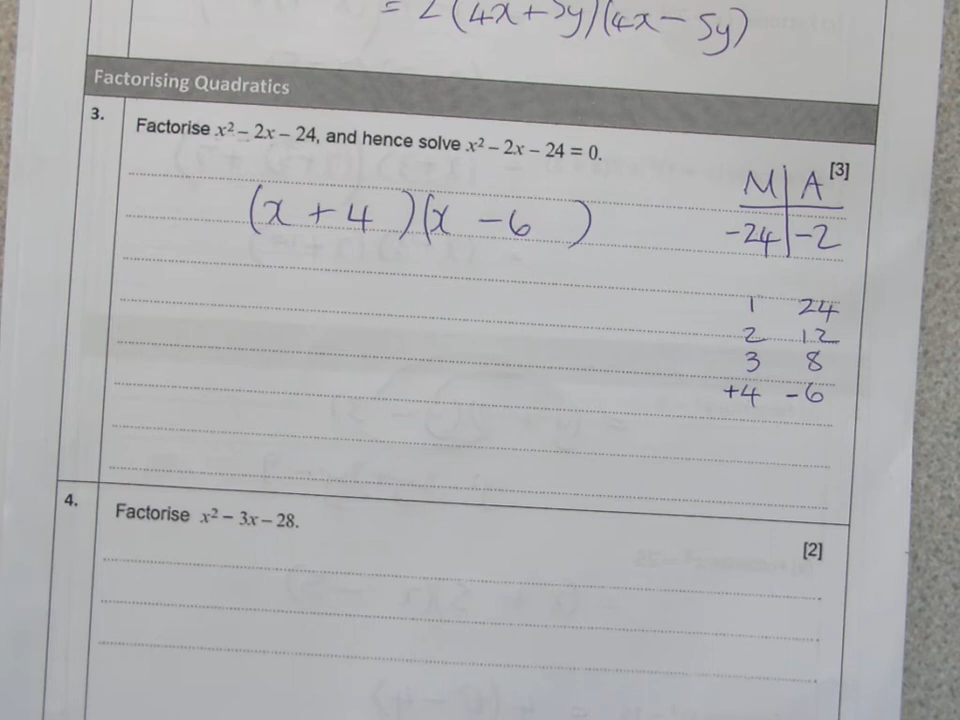 = 2(4x+5y)(4x-5y)
Factorising Quadratics
3. Factorise x² – 2x – 24, and hence solve x² – 2x – 24 = 0.
[3]
M | A
(x + 4 )(x - 6 )
-24 | -2
1 24
2 12
3 8
+4 -6
4. Factorise x² – 3x – 28.
[2]